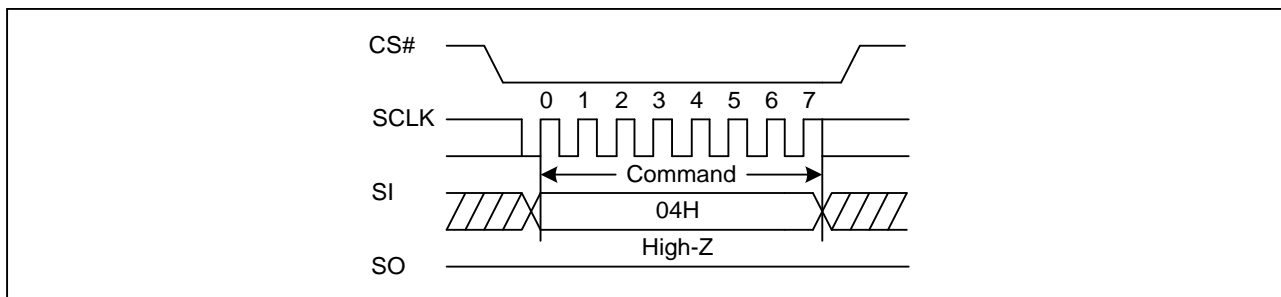 CS#
0 1 2 3 4 5 6 7
SCLK
Command
SI
04H
High-Z
SO